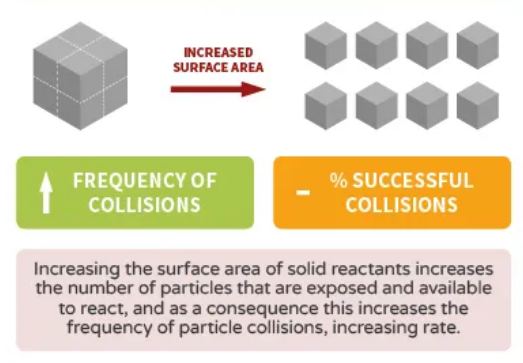 INCREASED
SURFACE AREA
FREQUENCY OF
COLLISIONS
- % SUCCESSFUL
COLLISIONS
Increasing the surface area of solid reactants increases
the number of particles that are exposed and available
to react, and as a consequence this increases the
frequency of particle collisions, increasing rate.